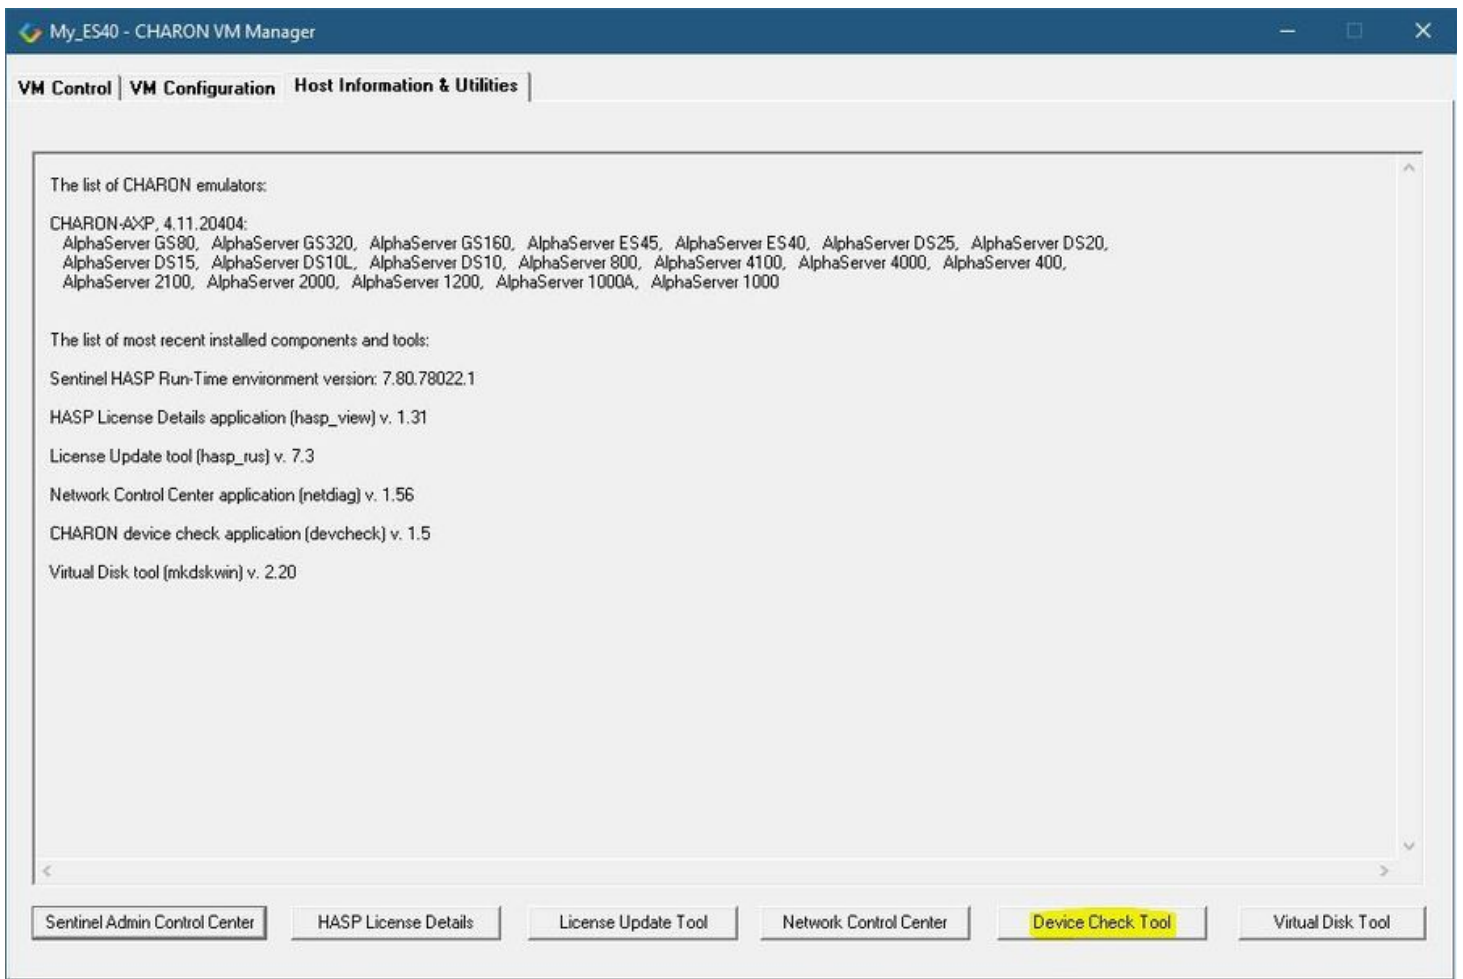 My_ES40 - CHARON VM Manager
VM Control VM Configuration Host Information & Utilities
The list of CHARON emulators:
CHARON-AXP, 4.11.20404:
AlphaServer GS80, AlphaServer GS320, AlphaServer GS160, AlphaServer ES45, AlphaServer ES40, AlphaServer DS25, AlphaServer DS20,
AlphaServer DS15, AlphaServer DS10L, AlphaServer DS10, AlphaServer 800, AlphaServer 4100, AlphaServer 4000, AlphaServer 400,
AlphaServer 2100, AlphaServer 2000, AlphaServer 1200, AlphaServer 1000A, AlphaServer 1000
The list of most recent installed components and tools:
Sentinel HASP Run-Time environment version: 7.80.78022.1
HASP License Details application (hasp_view) v. 1.31
License Update tool (hasp_rus) v. 7.3
Network Control Center application (netdiag) v. 1.56
CHARON device check application (devcheck) v. 1.5
Virtual Disk tool (mkdskwin) v. 2.20
Sentinel Admin Control Center HASP License Details License Update Tool Network Control Center Device Check Tool Virtual Disk Tool